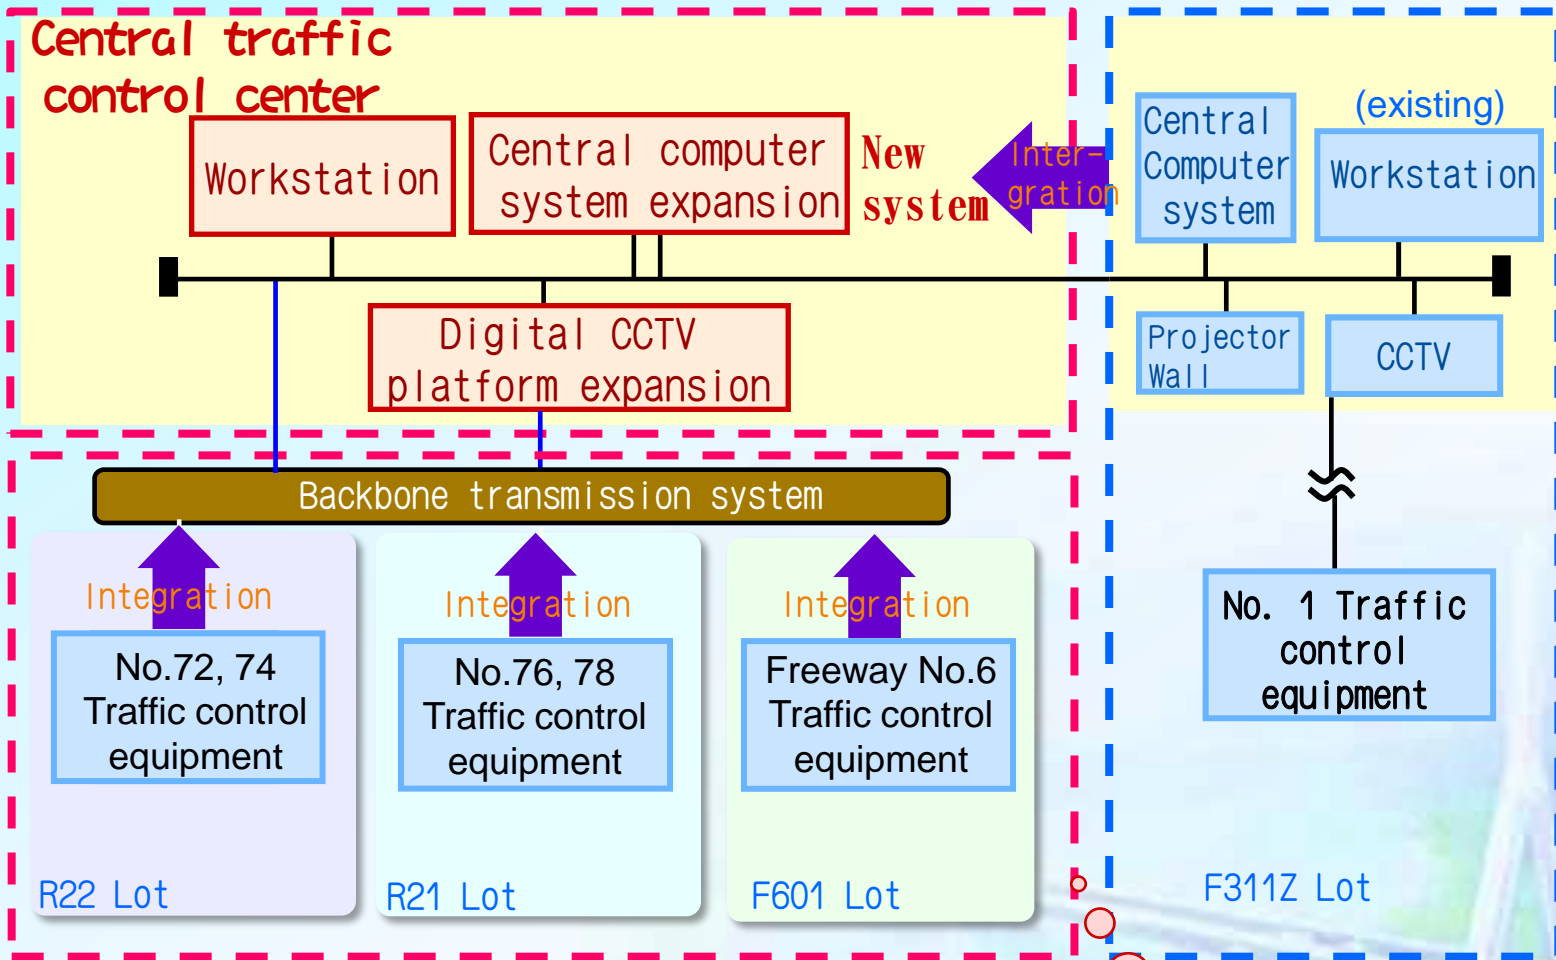 Central traffic
control center
Workstation
Central computer
system expansion
New
system
Inter-
gration
Central
Computer
system
(existing)
Workstation
Digital CCTV
platform expansion
Projector
Wall
CCTV
Backbone transmission system
Integration
Integration
Integration
No.72, 74
Traffic control
equipment
No.76, 78
Traffic control
equipment
Freeway No.6
Traffic control
equipment
No. 1 Traffic
control
equipment
R22 Lot
R21 Lot
F601 Lot
F311Z Lot